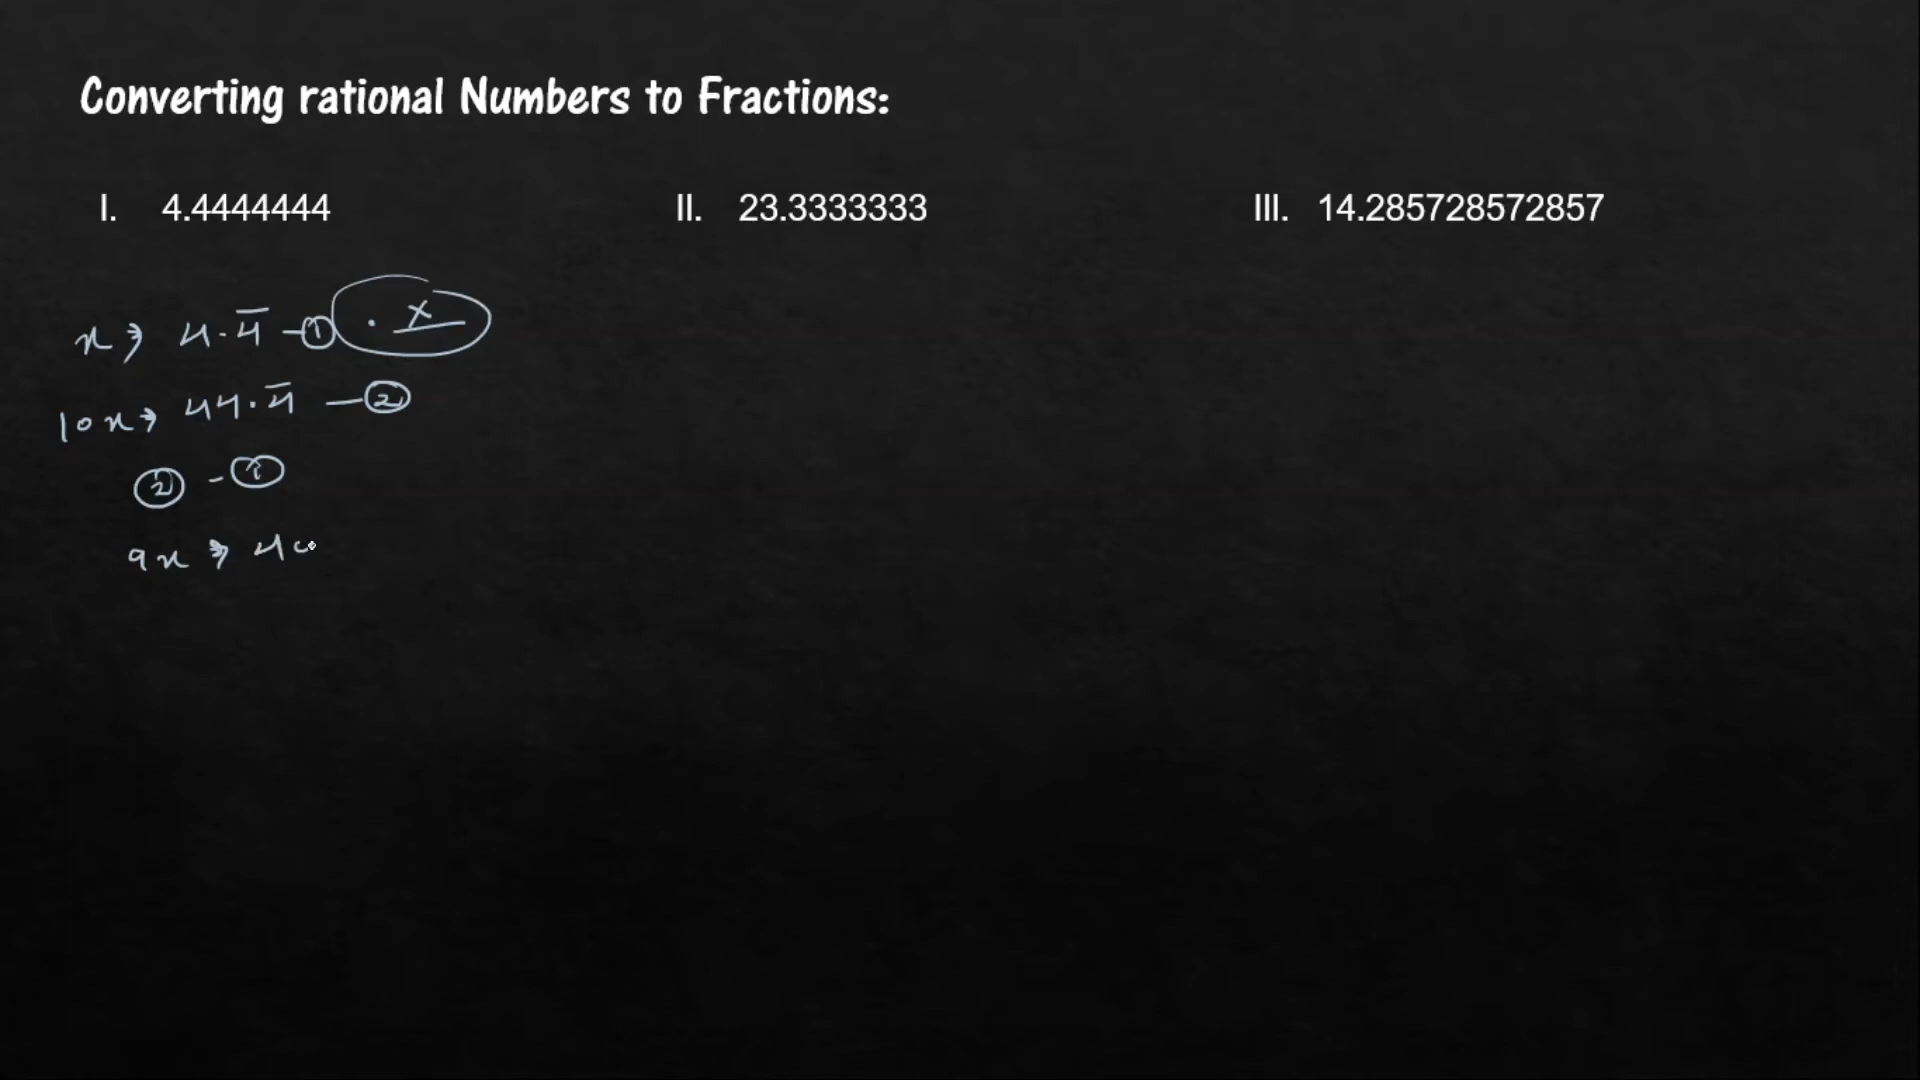 Converting rational Numbers to Fractions:
I. 4.4444444
II. 23.3333333
III. 14.285728572857
x ⇒ 4.4̅ —① . x̲
10x ⇒ 44.4̅ —②
② - ①
9x ⇒ 40